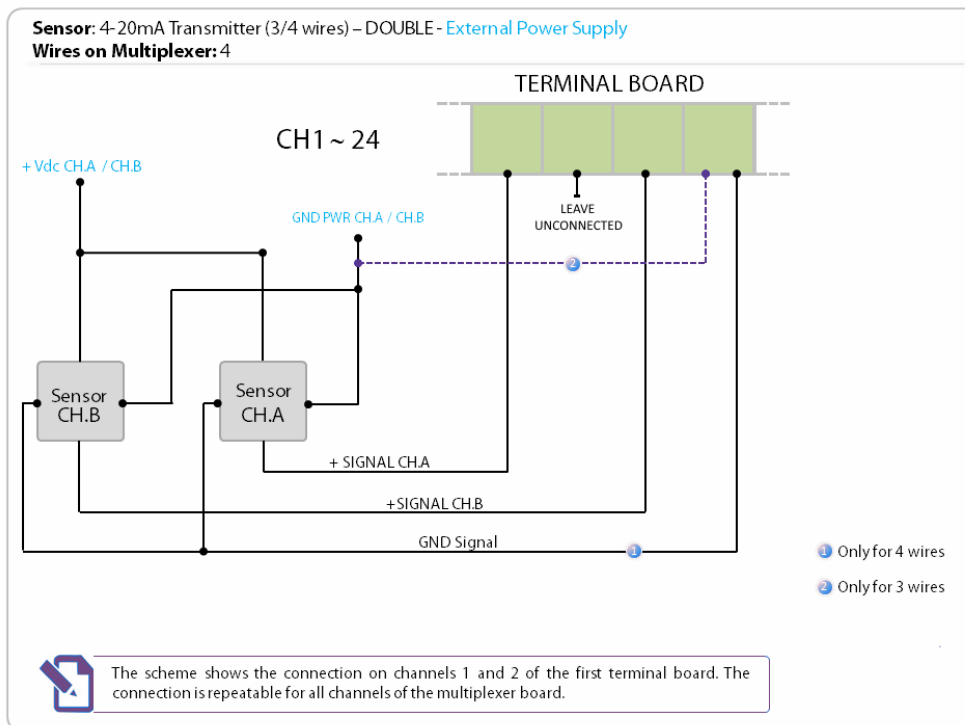 Sensor: 4-20mA Transmitter (3/4 wires) – DOUBLE - External Power Supply
Wires on Multiplexer: 4
TERMINAL BOARD
CH1 ~ 24
+ Vdc CH.A / CH.B
GND PWR CH.A / CH.B
LEAVE
UNCONNECTED
2
Sensor
CH.B
Sensor
CH.A
+ SIGNAL CH.A
+SIGNAL CH.B
GND Signal
1
1 Only for 4 wires
2 Only for 3 wires
The scheme shows the connection on channels 1 and 2 of the first terminal board. The
connection is repeatable for all channels of the multiplexer board.